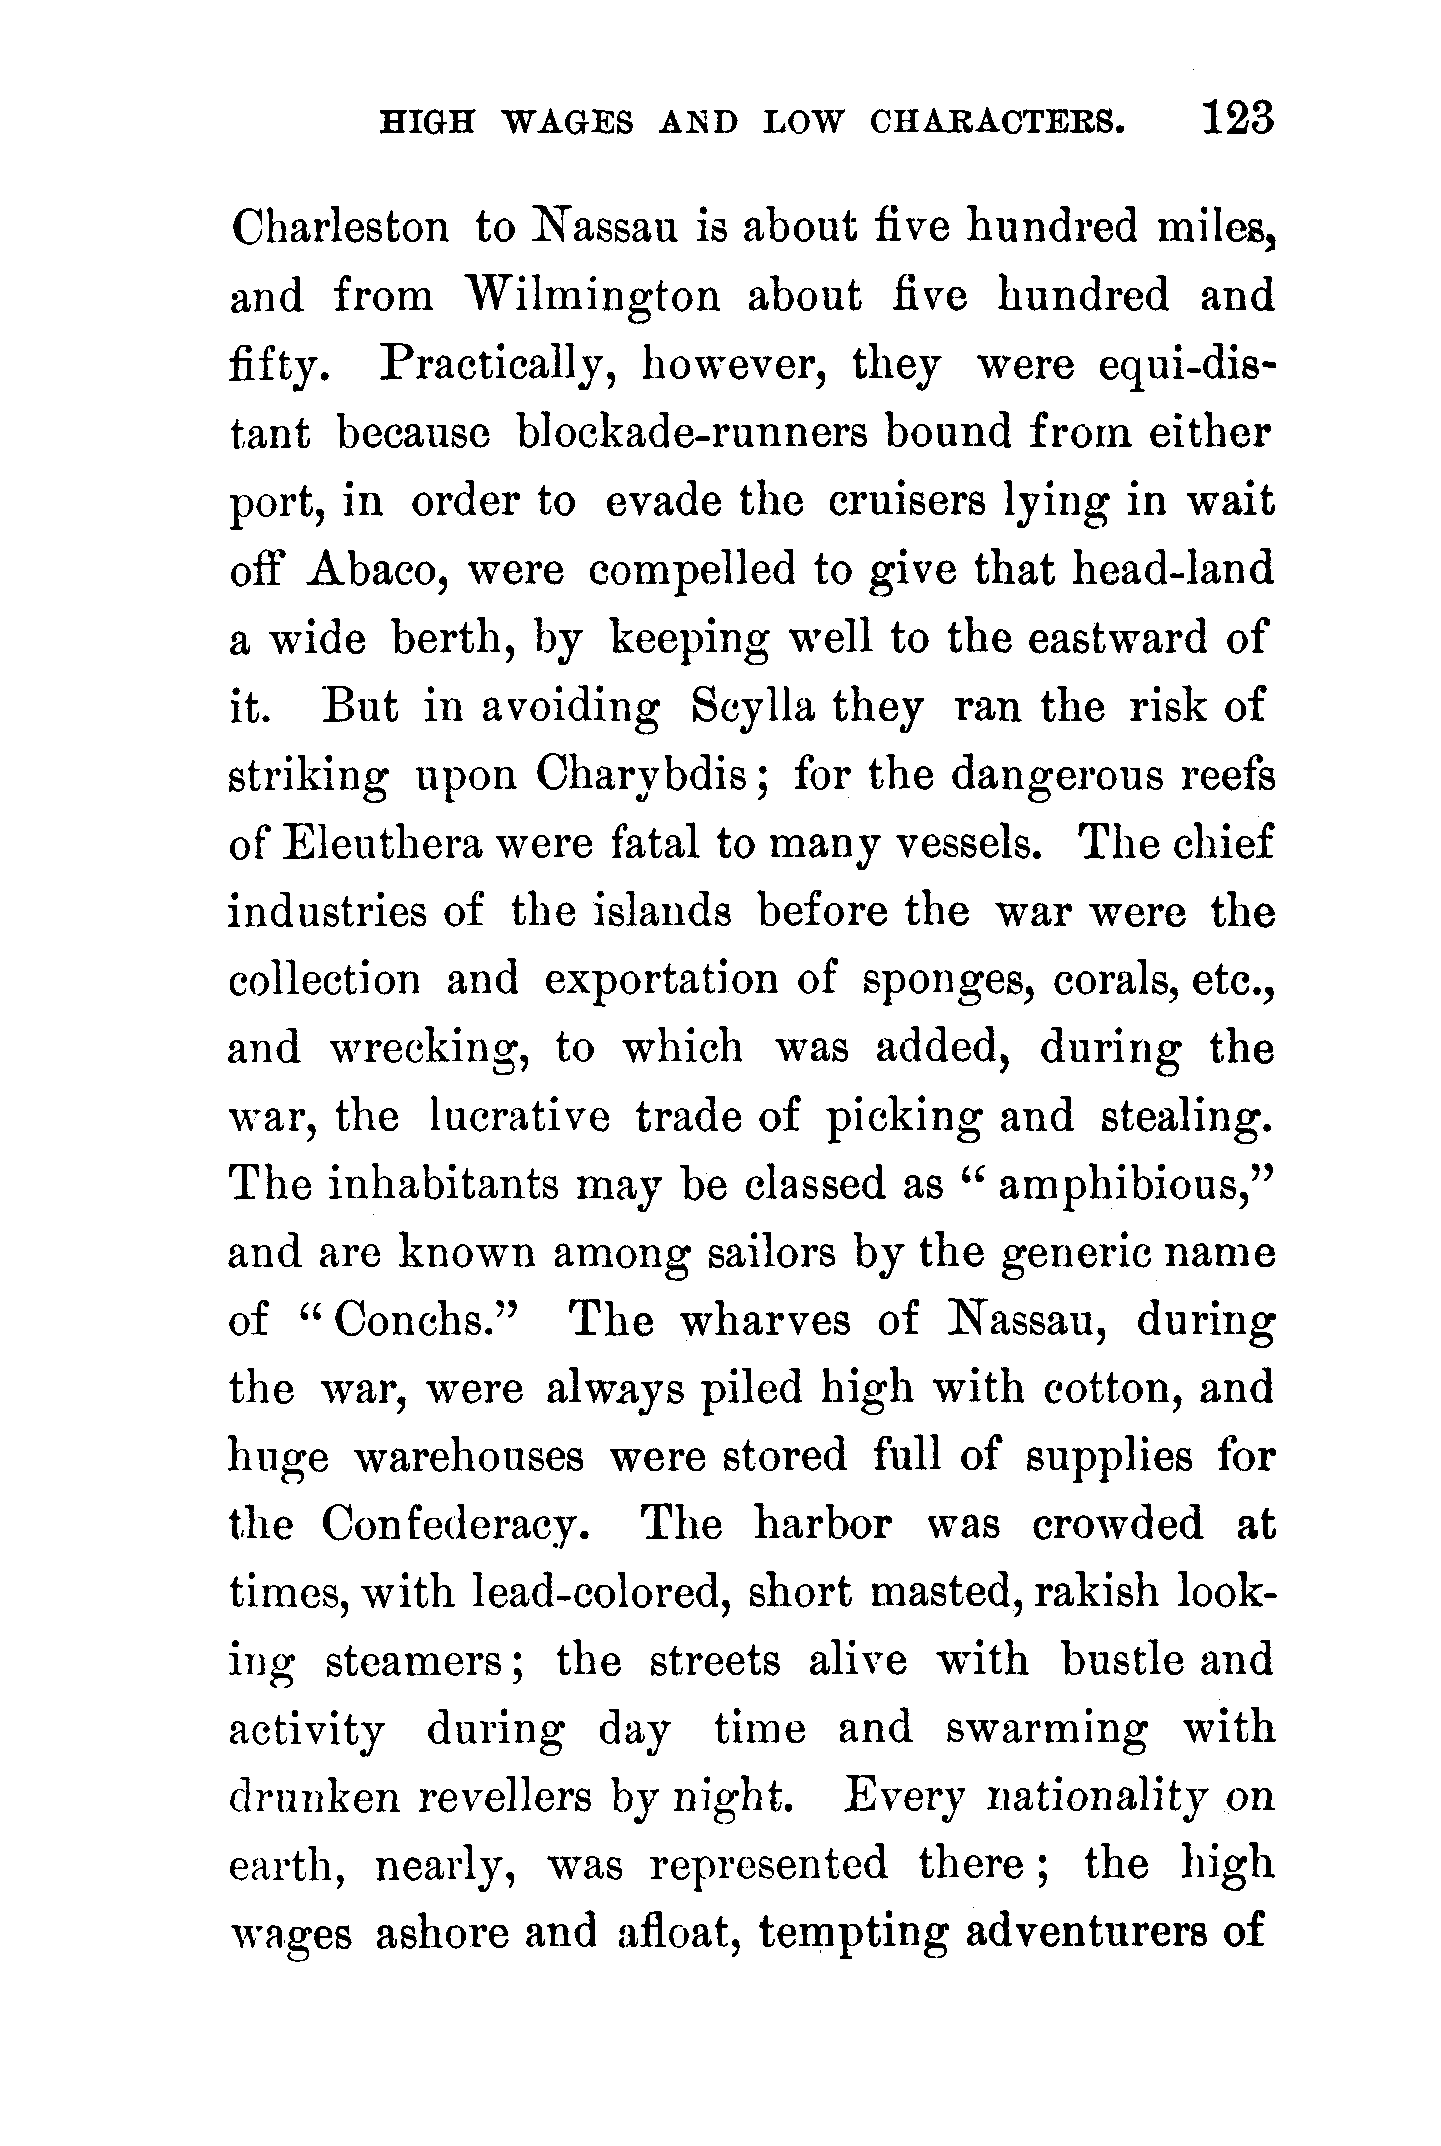 HIGH WAGES AND LOW CHARACTERS. 123
Charleston to Nassau is about five hundred miles,
and from Wilmington about five hundred and
fifty. Practically, however, they were equi-dis-
tant because blockade-runners bound from either
port, in order to evade the cruisers lying in wait
off Abaco, were compelled to give that head-land
a wide berth, by keeping well to the eastward of
it. But in avoiding Scylla they ran the risk of
striking upon Charybdis; for the dangerous reefs
of Eleuthera were fatal to many vessels. The chief
industries of the islands before the war were the
collection and exportation of sponges, corals, etc.,
and wrecking, to which was added, during the
war, the lucrative trade of picking and stealing.
The inhabitants may be classed as “ amphibious,”
and are known among sailors by the generic name
of “ Conchs.” The wharves of Nassau, during
the war, were always piled high with cotton, and
huge warehouses were stored full of supplies for
the Confederacy. The harbor was crowded at
times, with lead-colored, short masted, rakish look-
ing steamers; the streets alive with bustle and
activity during day time and swarming with
drunken revellers by night. Every nationality on
earth, nearly, was represented there; the high
wages ashore and afloat, tempting adventurers of